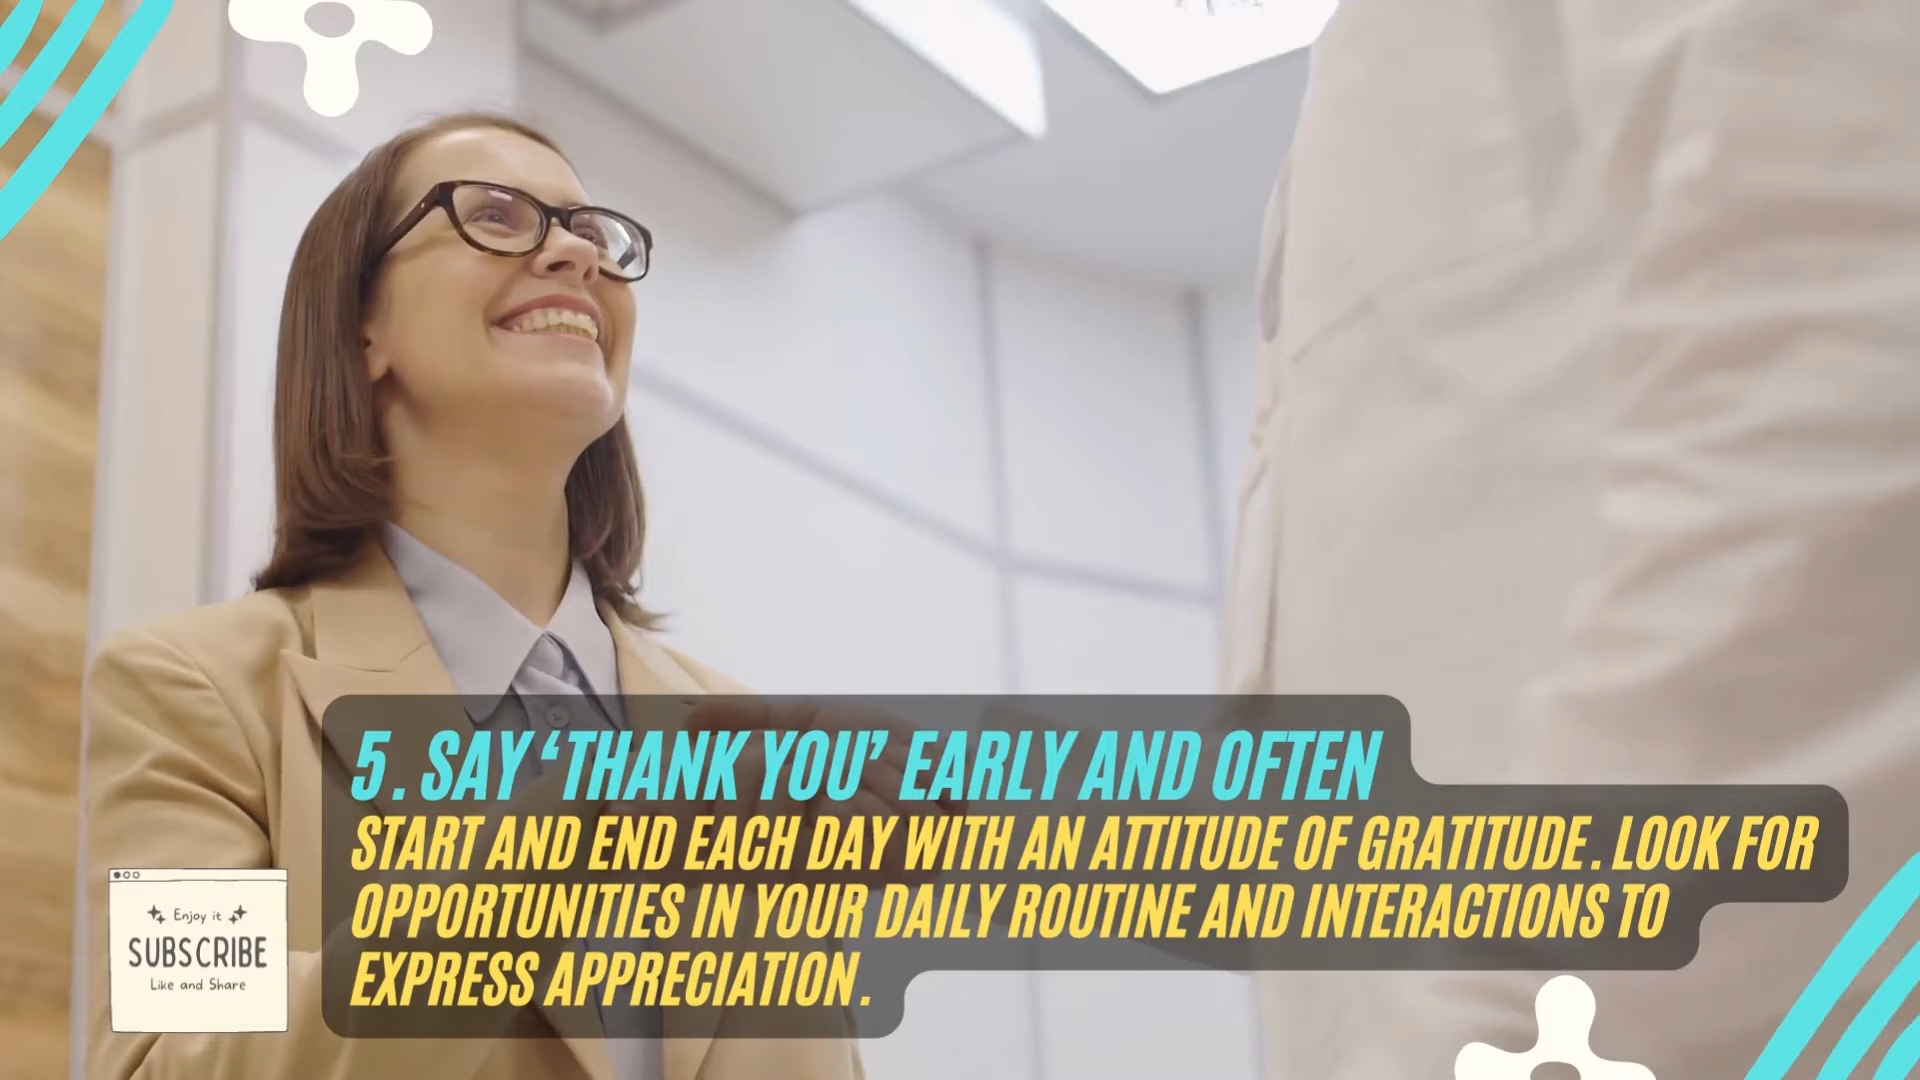 5. SAY ‘THANK YOU’ EARLY AND OFTEN
START AND END EACH DAY WITH AN ATTITUDE OF GRATITUDE. LOOK FOR
OPPORTUNITIES IN YOUR DAILY ROUTINE AND INTERACTIONS TO
EXPRESS APPRECIATION.
Enjoy it
SUBSCRIBE
Like and Share